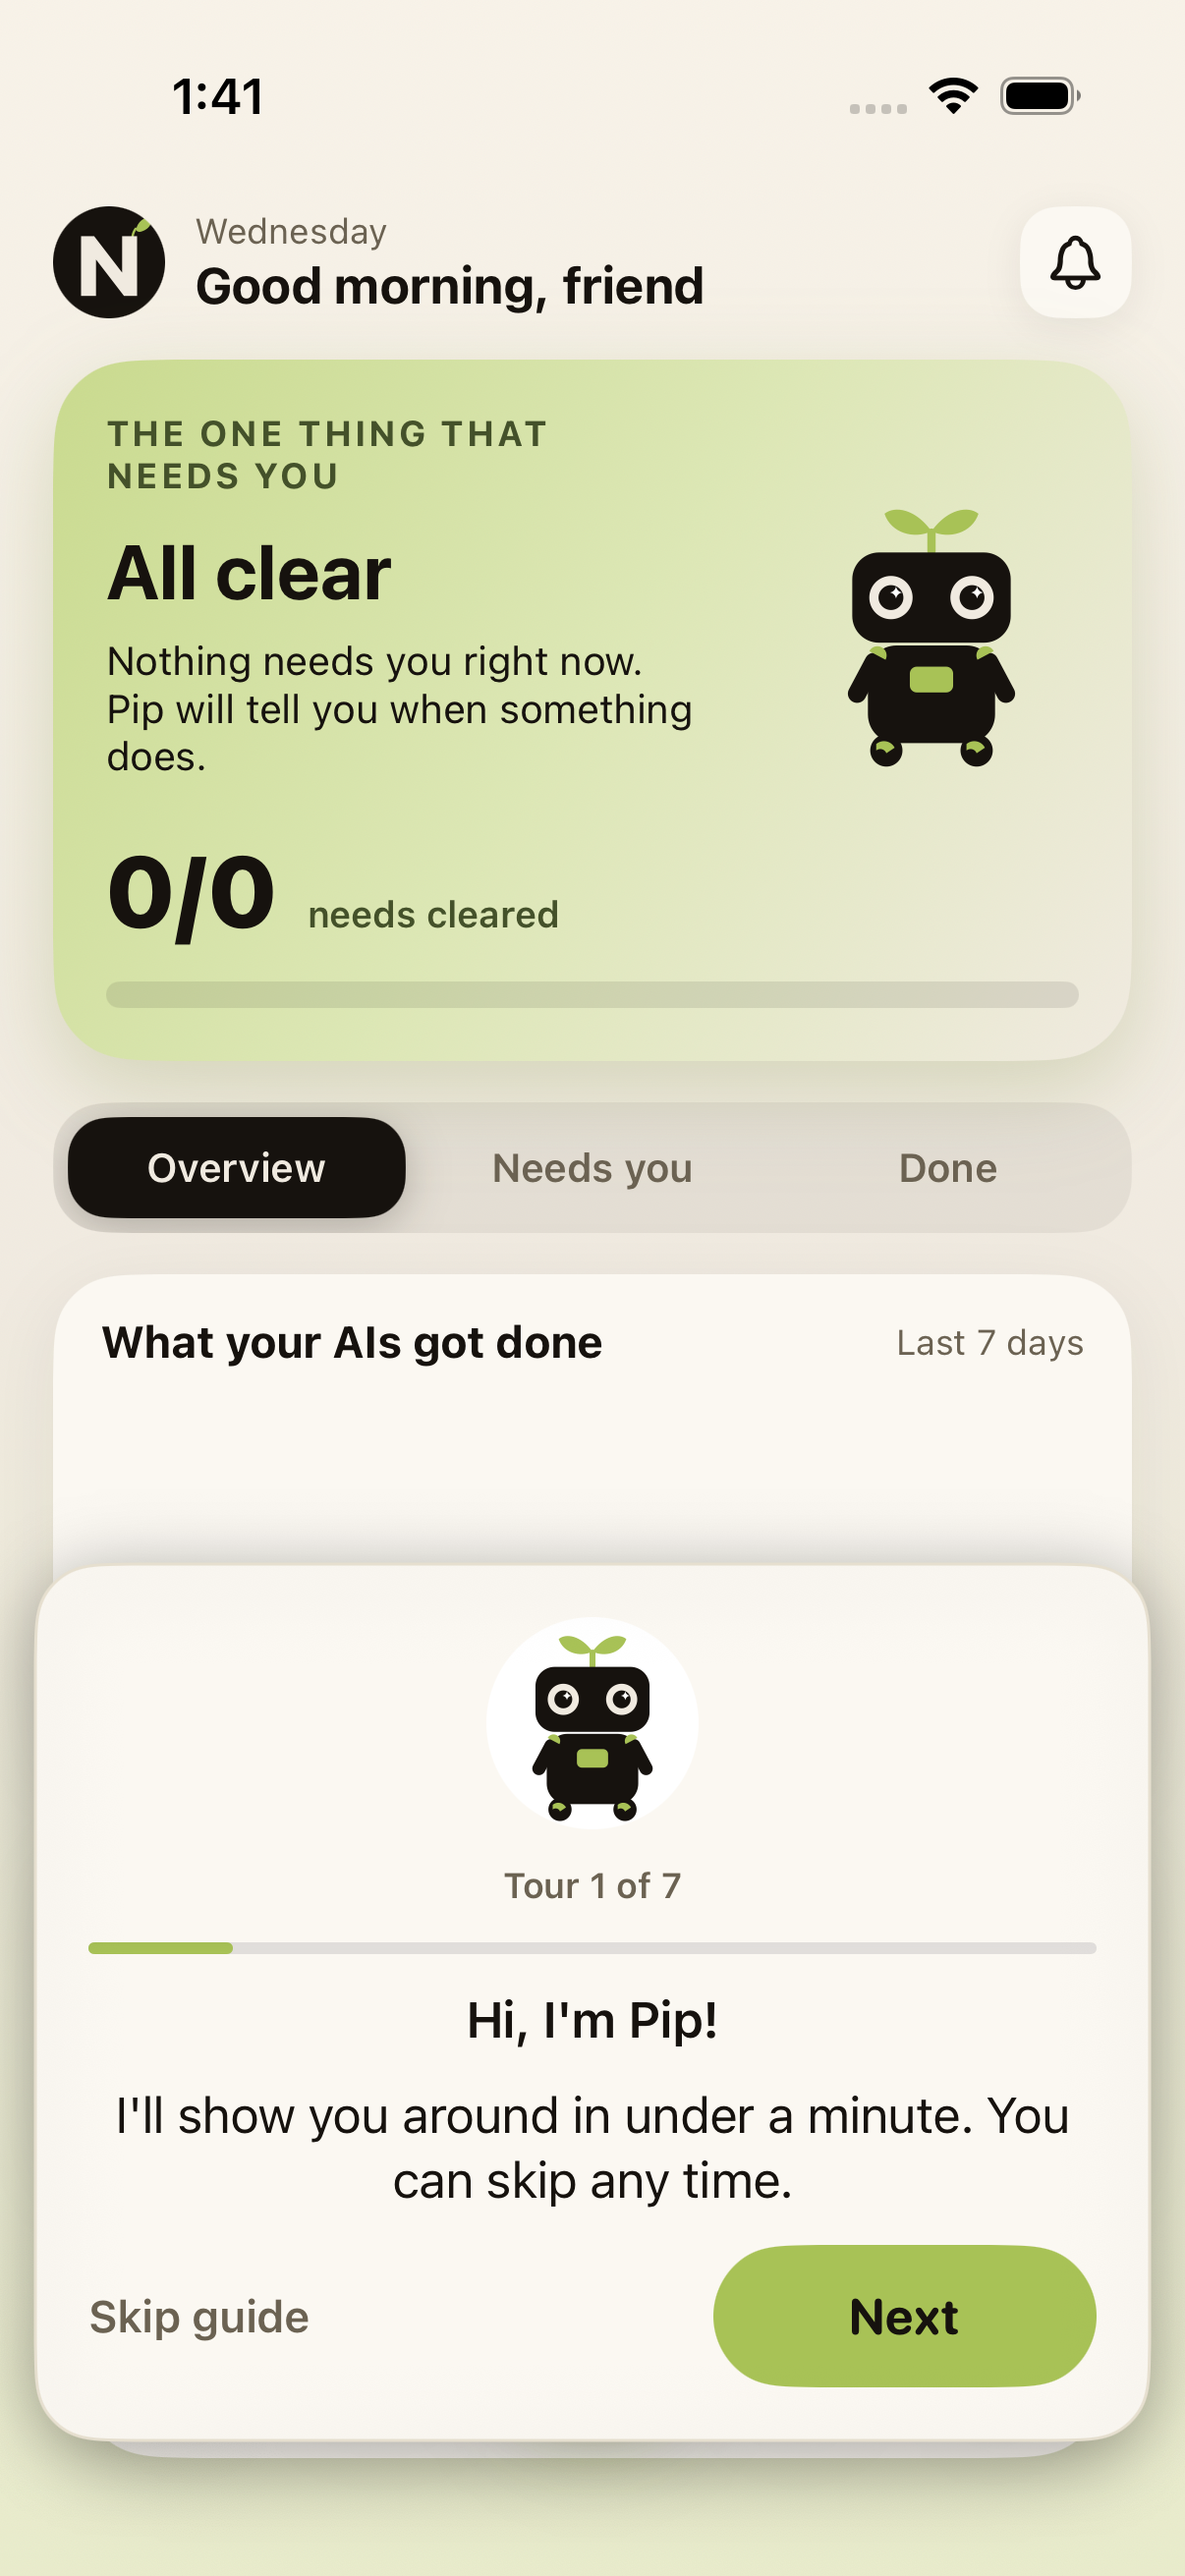 1:41
N
Wednesday
Good morning, friend
THE ONE THING THAT
NEEDS YOU
All clear
Nothing needs you right now.
Pip will tell you when something
does.
0/0 needs cleared
Overview Needs you Done
What your AIs got done Last 7 days
Tour 1 of 7
Hi, I'm Pip!
I'll show you around in under a minute. You
can skip any time.
Skip guide Next